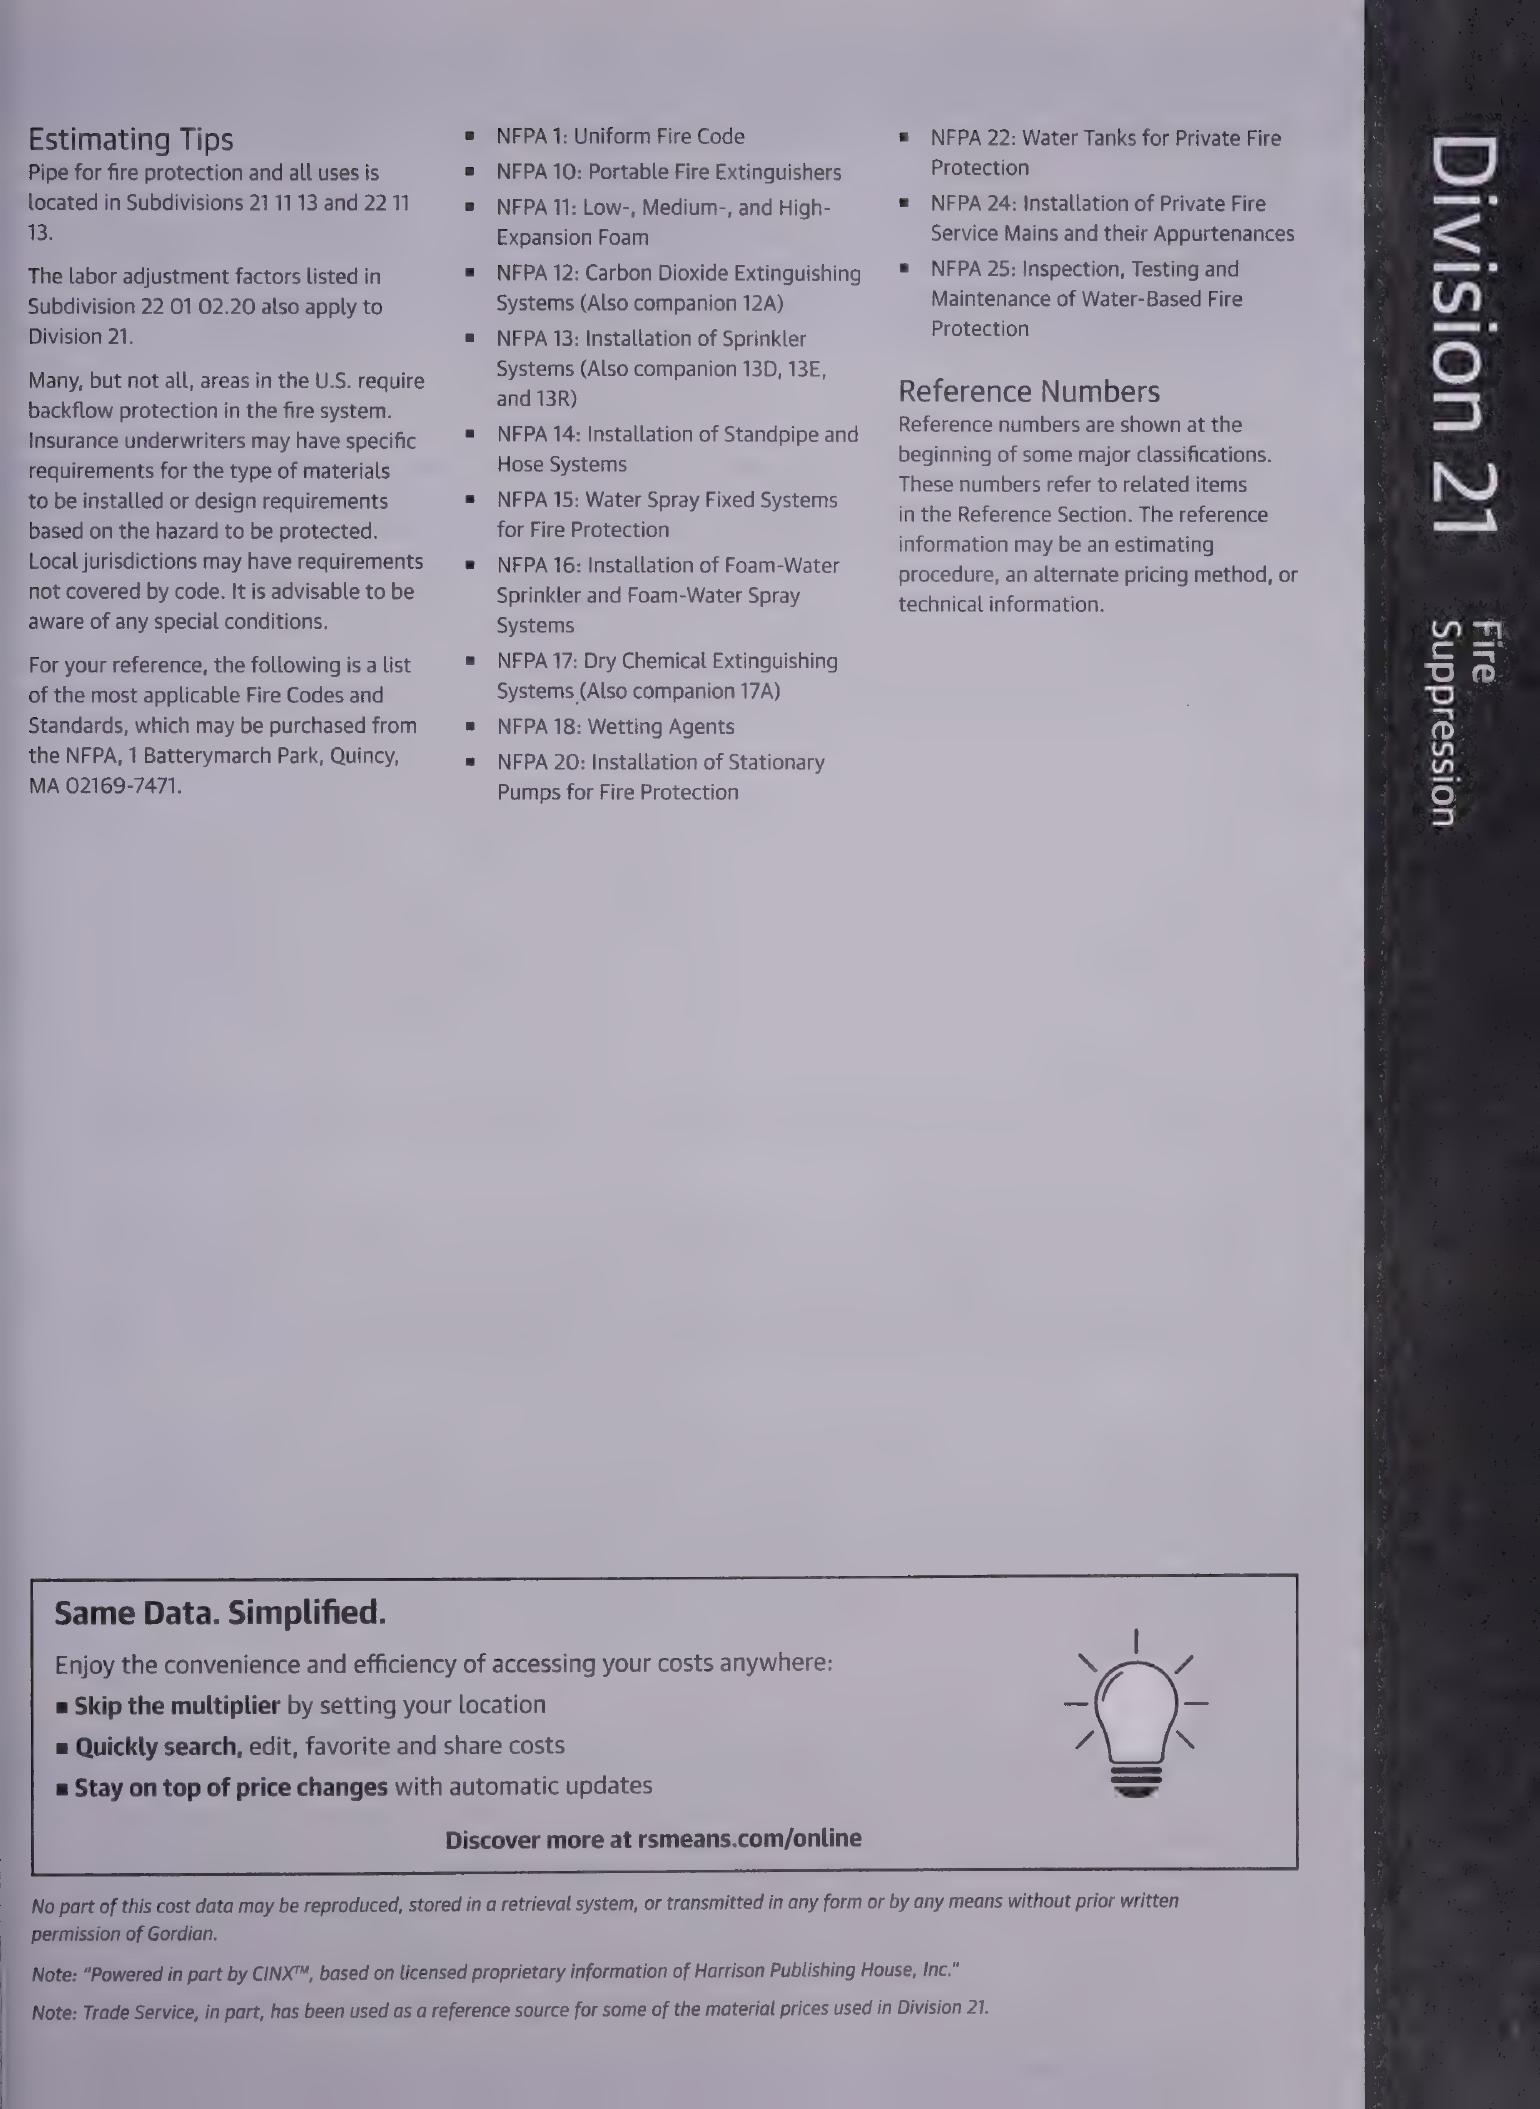 Estimating Tips
Pipe for fire protection and all uses is
located in Subdivisions 21 11 13 and 22 11
13.
The labor adjustment factors listed in
Subdivision 22 01 02.20 also apply to
Division 21.
Many, but not all, areas in the U.S. require
backflow protection in the fire system.
Insurance underwriters may have specific
requirements for the type of materials
to be installed or design requirements
based on the hazard to be protected.
Local jurisdictions may have requirements
not covered by code. It is advisable to be
aware of any special conditions.
For your reference, the following is a list
of the most applicable Fire Codes and
Standards, which may be purchased from
the NFPA, 1 Batterymarch Park, Quincy,
MA 02169-7471.
▪ NFPA 1: Uniform Fire Code
▪ NFPA 10: Portable Fire Extinguishers
▪ NFPA 11: Low-, Medium-, and High-
Expansion Foam
▪ NFPA 12: Carbon Dioxide Extinguishing
Systems (Also companion 12A)
▪ NFPA 13: Installation of Sprinkler
Systems (Also companion 13D, 13E,
and 13R)
▪ NFPA 14: Installation of Standpipe and
Hose Systems
▪ NFPA 15: Water Spray Fixed Systems
for Fire Protection
▪ NFPA 16: Installation of Foam-Water
Sprinkler and Foam-Water Spray
Systems
▪ NFPA 17: Dry Chemical Extinguishing
Systems (Also companion 17A)
▪ NFPA 18: Wetting Agents
▪ NFPA 20: Installation of Stationary
Pumps for Fire Protection
▪ NFPA 22: Water Tanks for Private Fire
Protection
▪ NFPA 24: Installation of Private Fire
Service Mains and their Appurtenances
▪ NFPA 25: Inspection, Testing and
Maintenance of Water-Based Fire
Protection
Reference Numbers
Reference numbers are shown at the
beginning of some major classifications.
These numbers refer to related items
in the Reference Section. The reference
information may be an estimating
procedure, an alternate pricing method, or
technical information.
Division 21
Fire
Suppression
Same Data. Simplified.
Enjoy the convenience and efficiency of accessing your costs anywhere:
▪ Skip the multiplier by setting your location
▪ Quickly search, edit, favorite and share costs
▪ Stay on top of price changes with automatic updates
Discover more at rsmeans.com/online
No part of this cost data may be reproduced, stored in a retrieval system, or transmitted in any form or by any means without prior written
permission of Gordian.
Note: "Powered in part by CINX™, based on licensed proprietary information of Harrison Publishing House, Inc."
Note: Trade Service, in part, has been used as a reference source for some of the material prices used in Division 21.